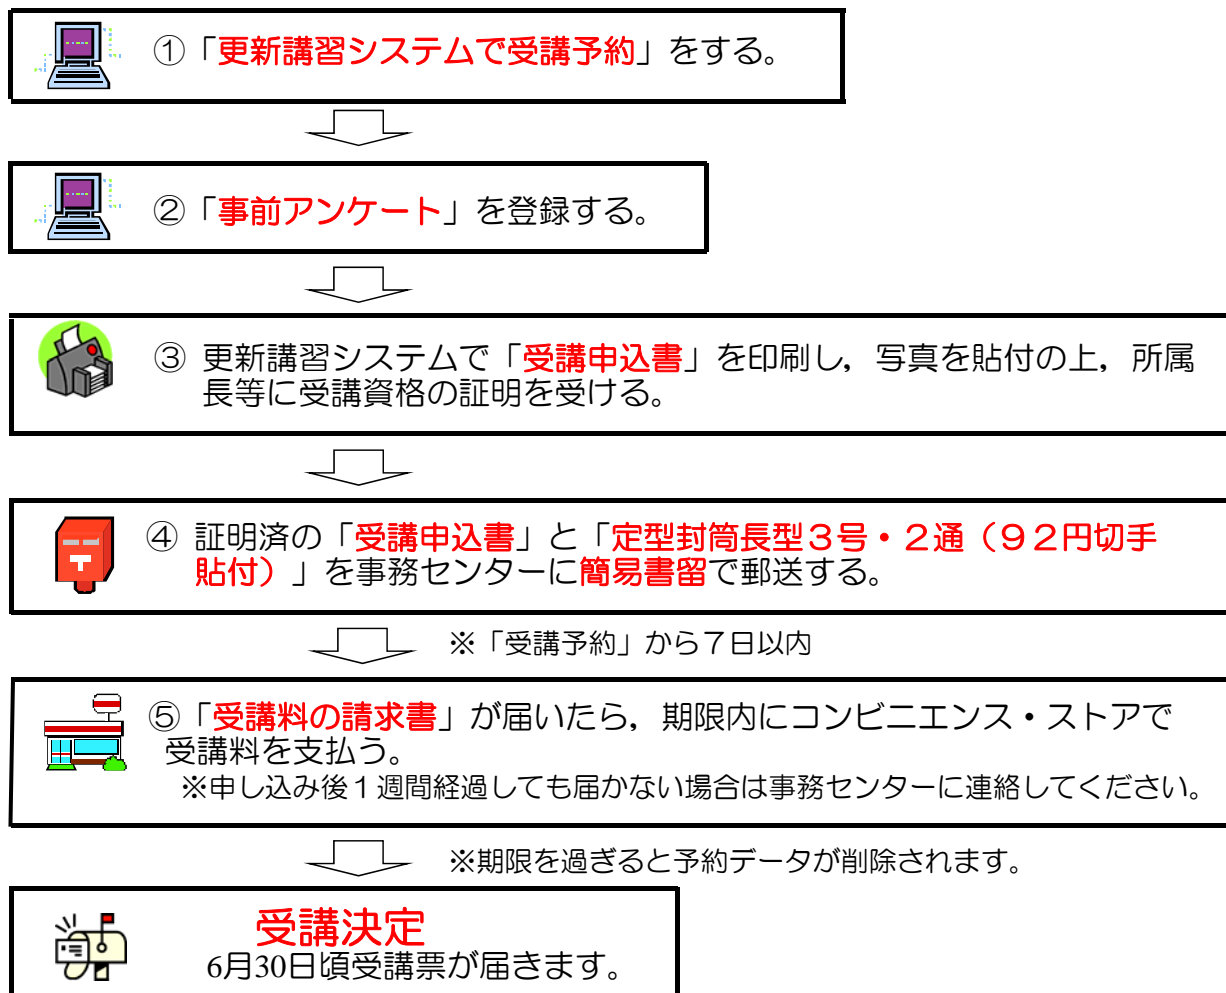 ①「更新講習システムで受講予約」をする。
②「事前アンケート」を登録する。
③ 更新講習システムで「受講申込書」を印刷し，写真を貼付の上，所属
長等に受講資格の証明を受ける。
④ 証明済の「受講申込書」と「定型封筒長型３号・２通（９２円切手
貼付）」を事務センターに簡易書留で郵送する。
※「受講予約」から７日以内
⑤「受講料の請求書」が届いたら，期限内にコンビニエンス・ストアで
受講料を支払う。
※申し込み後１週間経過しても届かない場合は事務センターに連絡してください。
※期限を過ぎると予約データが削除されます。
受講決定
6月30日頃受講票が届きます。